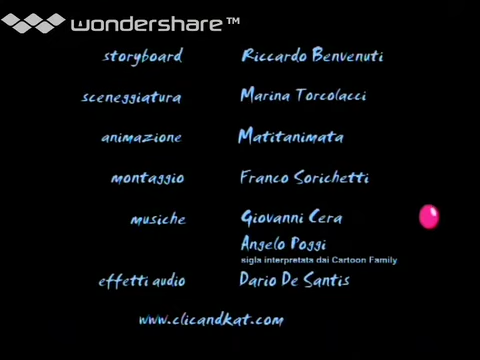 wondershare™
storyboard Riccardo Benvenuti
sceneggiatura Marina Torcolacci
animazione Matitanimata
montaggio Franco Sorichetti
musiche Giovanni Cera
Angelo Poggi
sigla interpretata dai Cartoon Family
effetti audio Dario De Santis
www.clicandkat.com